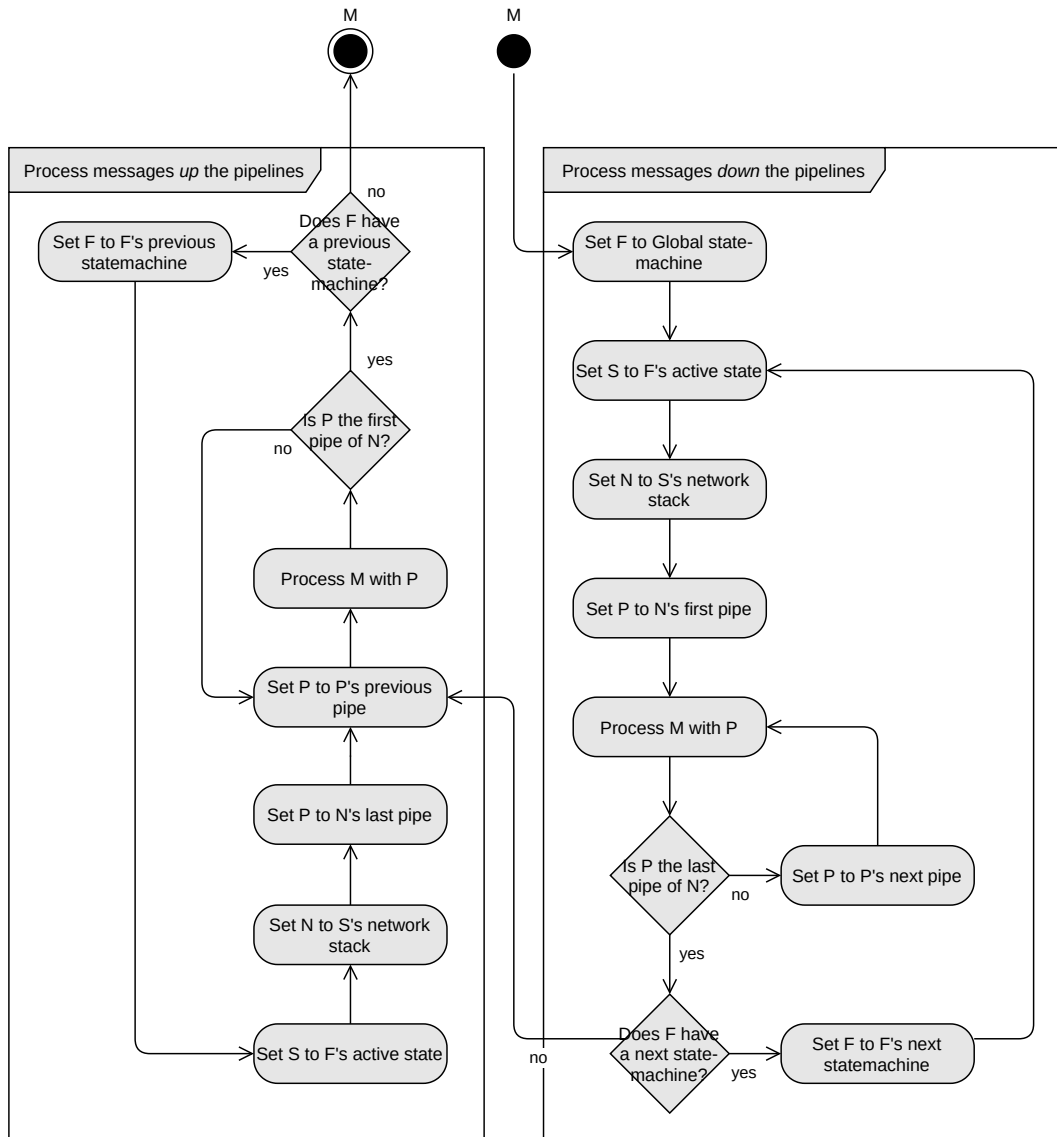 M
M
Process messages up the pipelines
Process messages down the pipelines
no
Does F have
a previous
state-
machine?
Set F to F's previous
statemachine
yes
Set F to Global state-
machine
yes
Set S to F's active state
Is P the first
pipe of N?
no
Set N to S's network
stack
Process M with P
Set P to N's first pipe
Set P to P's previous
pipe
Process M with P
Set P to N's last pipe
Is P the last
pipe of N?
no
Set P to P's next pipe
Set N to S's network
stack
yes
Set S to F's active state
no
Does F have
a next state-
machine?
yes
Set F to F's next
statemachine